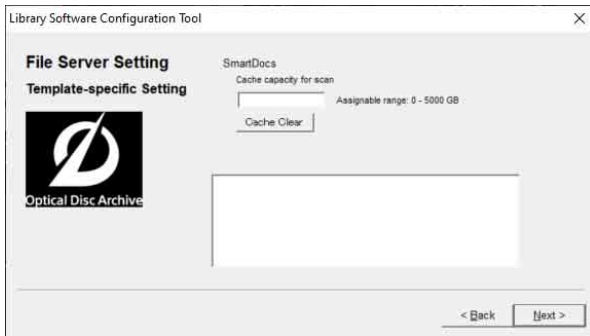 Library Software Configuration Tool
File Server Setting
Template-specific Setting
Optical Disc Archive
SmartDocs
Cache capacity for scan
Assignable range: 0 - 5000 GB
Cache Clear
< Back
Next >